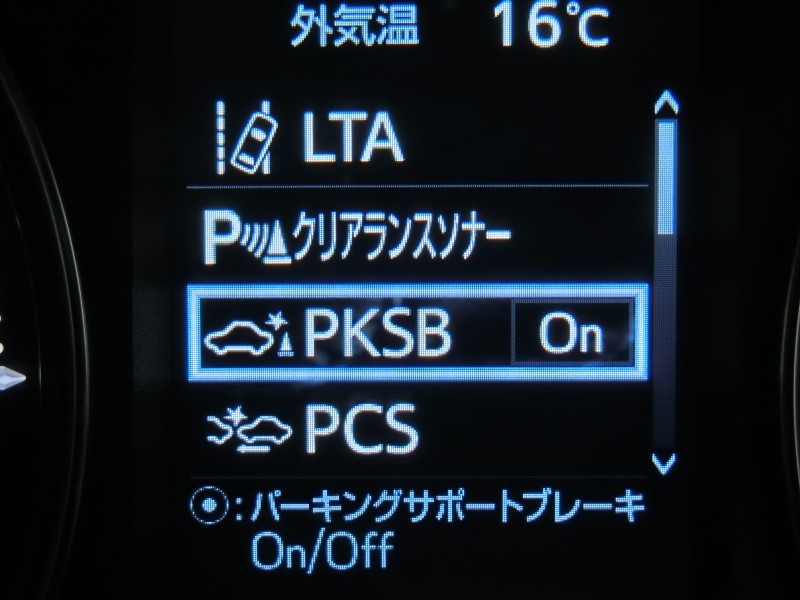 外気温 16℃
LTA
Pクリアランスソナー
PKSB On
PCS
:パーキングサポートブレーキ
On/Off